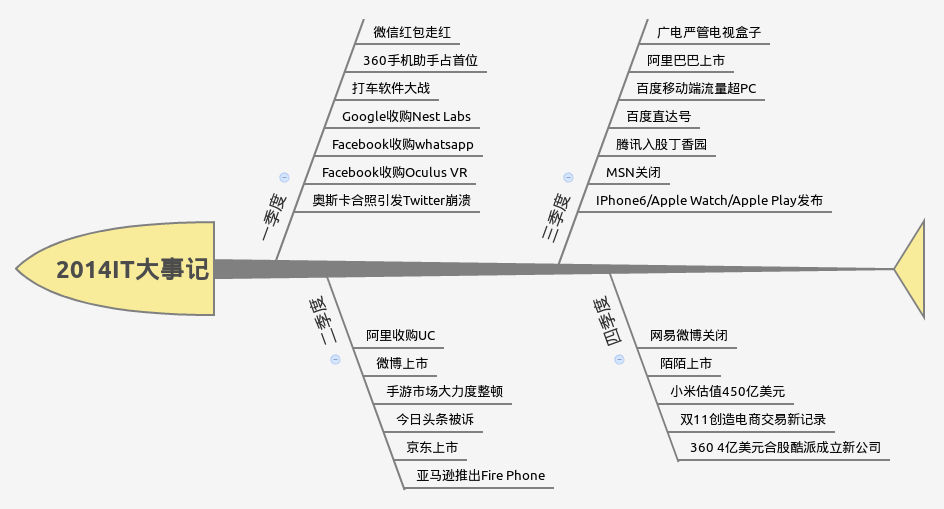 2014IT大事记
一季度
微信红包走红
360手机助手占首位
打车软件大战
Google收购Nest Labs
Facebook收购whatsapp
Facebook收购Oculus VR
奥斯卡合照引发Twitter崩溃
二季度
阿里收购UC
微博上市
手游市场大力度整顿
今日头条被诉
京东上市
亚马逊推出Fire Phone
三季度
广电严管电视盒子
阿里巴巴上市
百度移动端流量超PC
百度直达号
腾讯入股丁香园
MSN关闭
IPhone6/Apple Watch/Apple Play发布
四季度
网易微博关闭
陌陌上市
小米估值450亿美元
双11创造电商交易新记录
360 4亿美元合股酷派成立新公司